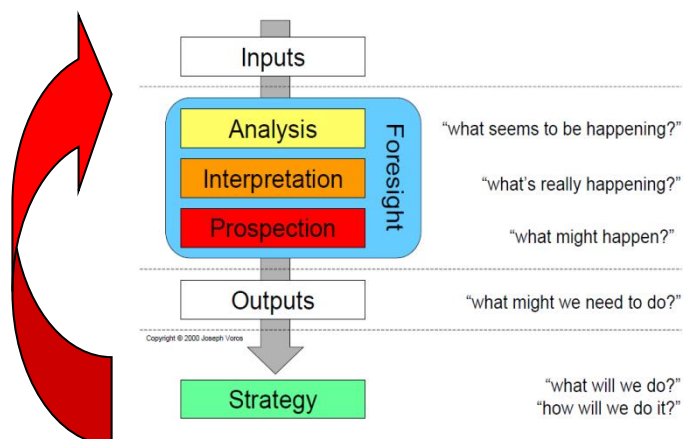 Inputs
Foresight
Analysis
“what seems to be happening?”
Interpretation
“what's really happening?”
Prospection
“what might happen?”
Outputs
“what might we need to do?”
Copyright © 2000 Joseph Voros
Strategy
“what will we do?”
“how will we do it?”